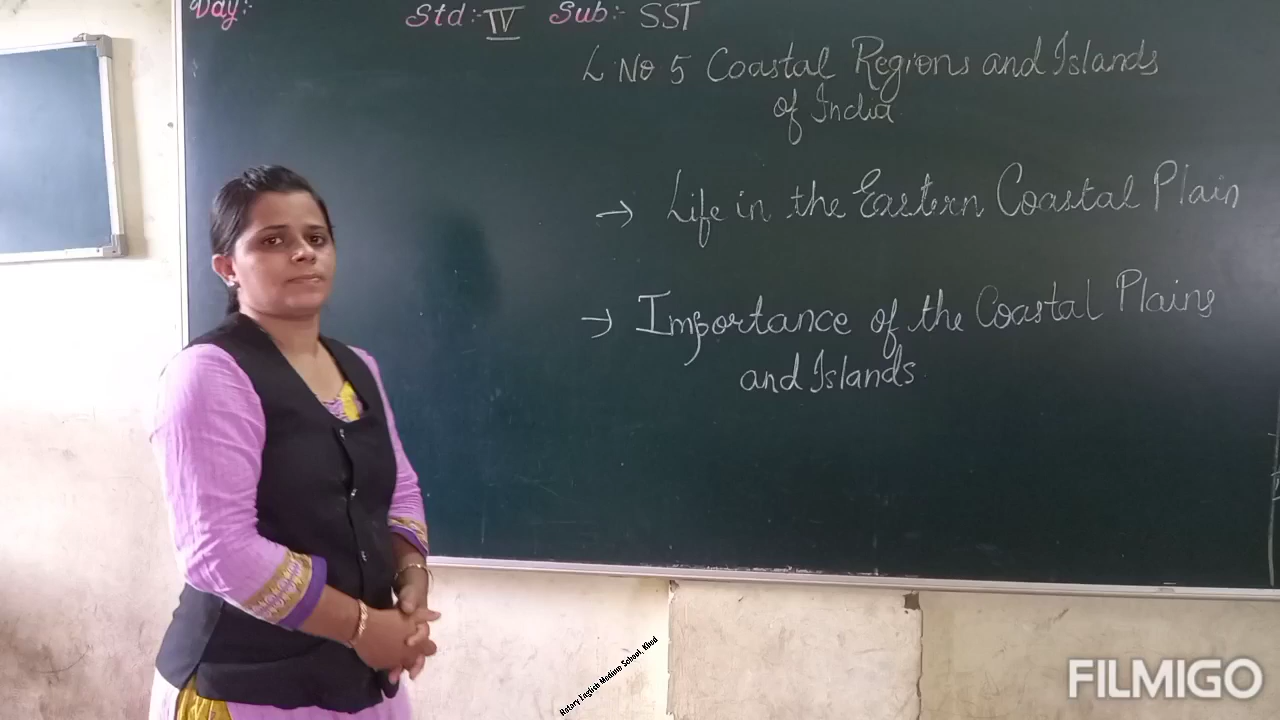 Day:-
Std:- IV Sub:- SST
L No 5 Coastal Regions and Islands
of India
→ Life in the Eastern Coastal Plain
→ Importance of the Coastal Plains
and Islands
Rotary English Medium School, Khed
FILMIGO